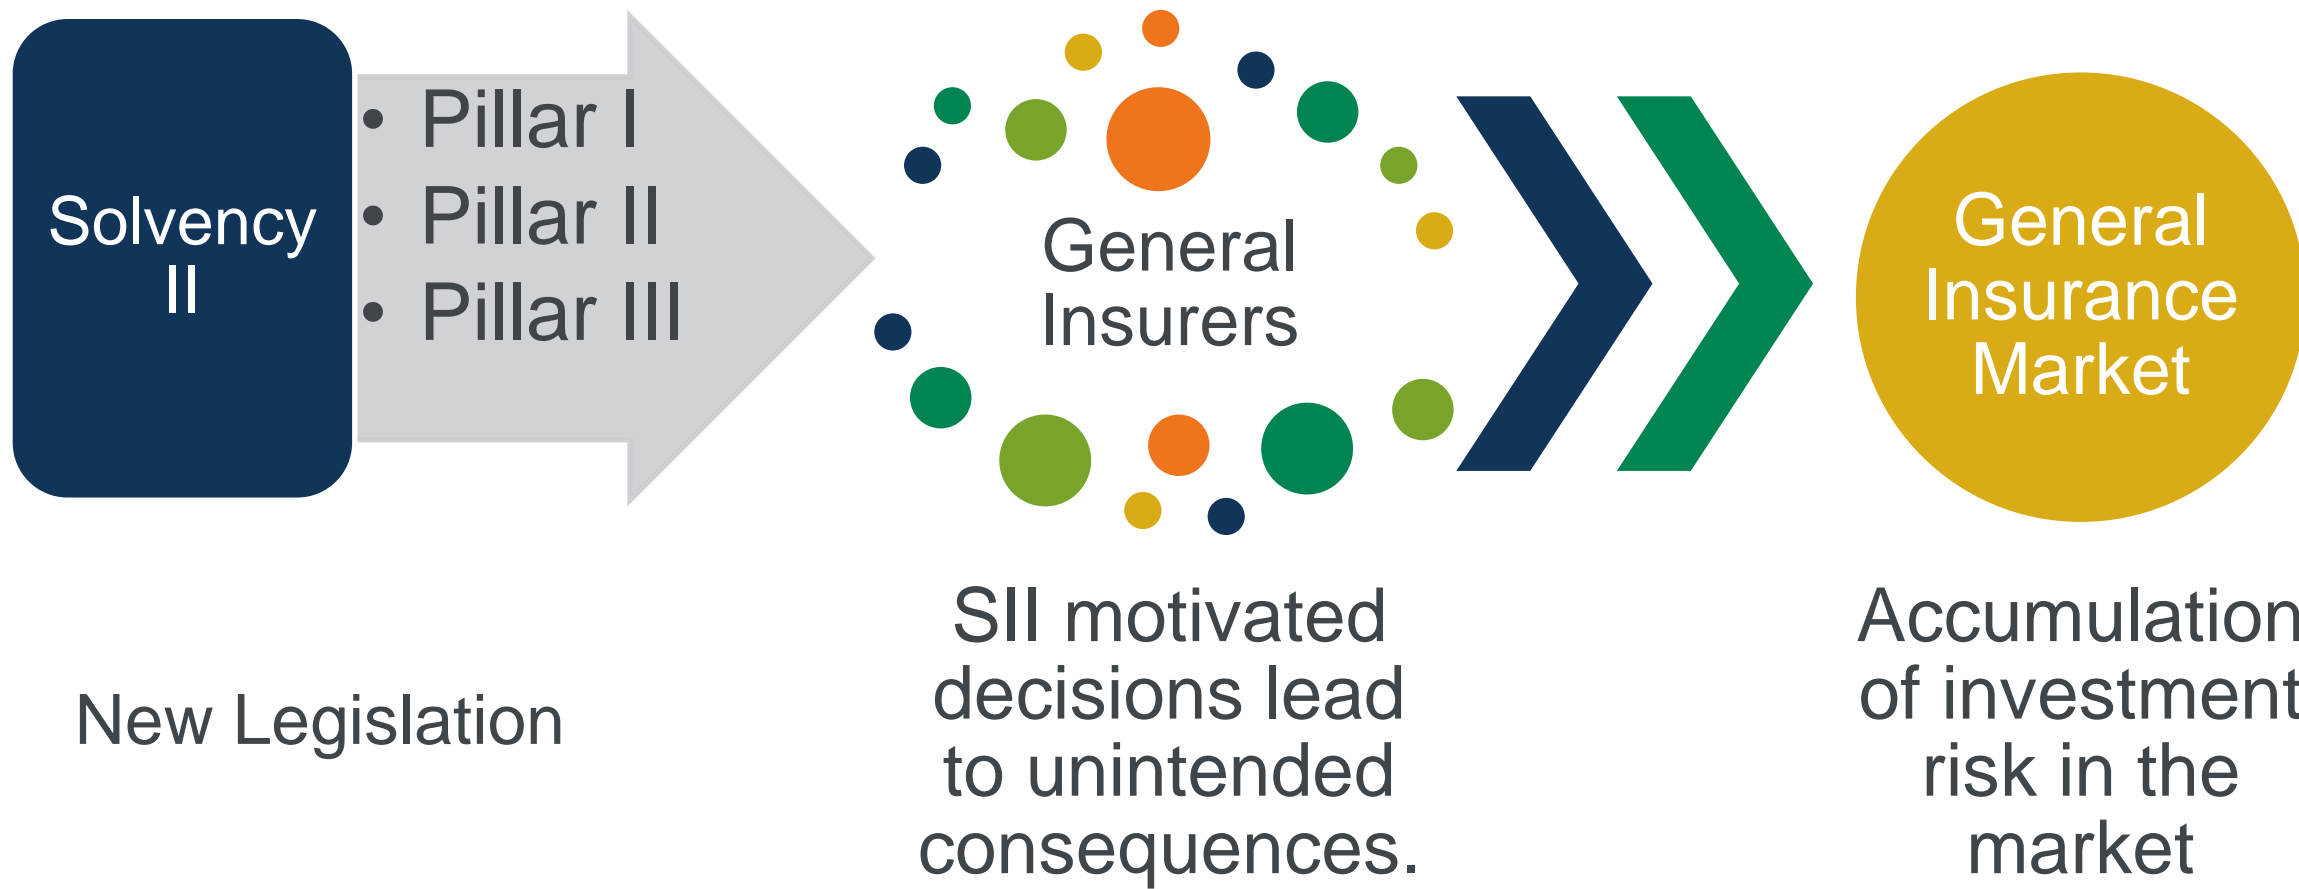 Solvency
II
• Pillar I
• Pillar II
• Pillar III
General
Insurers
General
Insurance
Market
New Legislation
SII motivated
decisions lead
to unintended
consequences.
Accumulation
of investment
risk in the
market